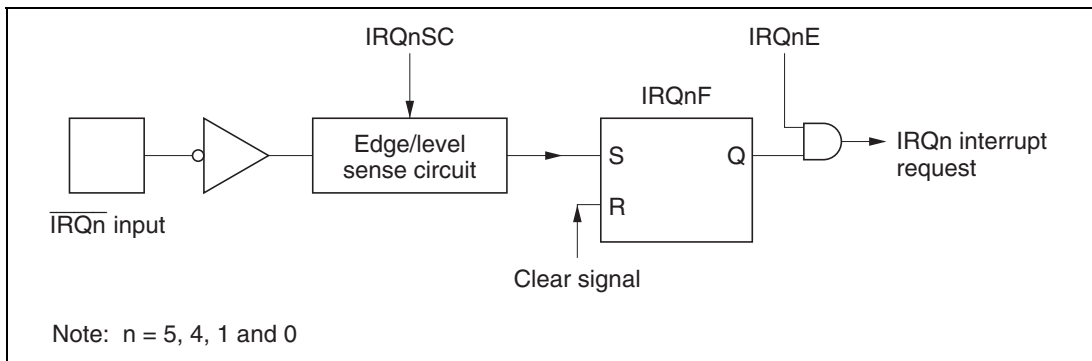 IRQnSC
IRQnE
IRQnF
Edge/level
sense circuit
S
Q
R
IRQn interrupt
request
IRQn input
Clear signal
Note: n = 5, 4, 1 and 0